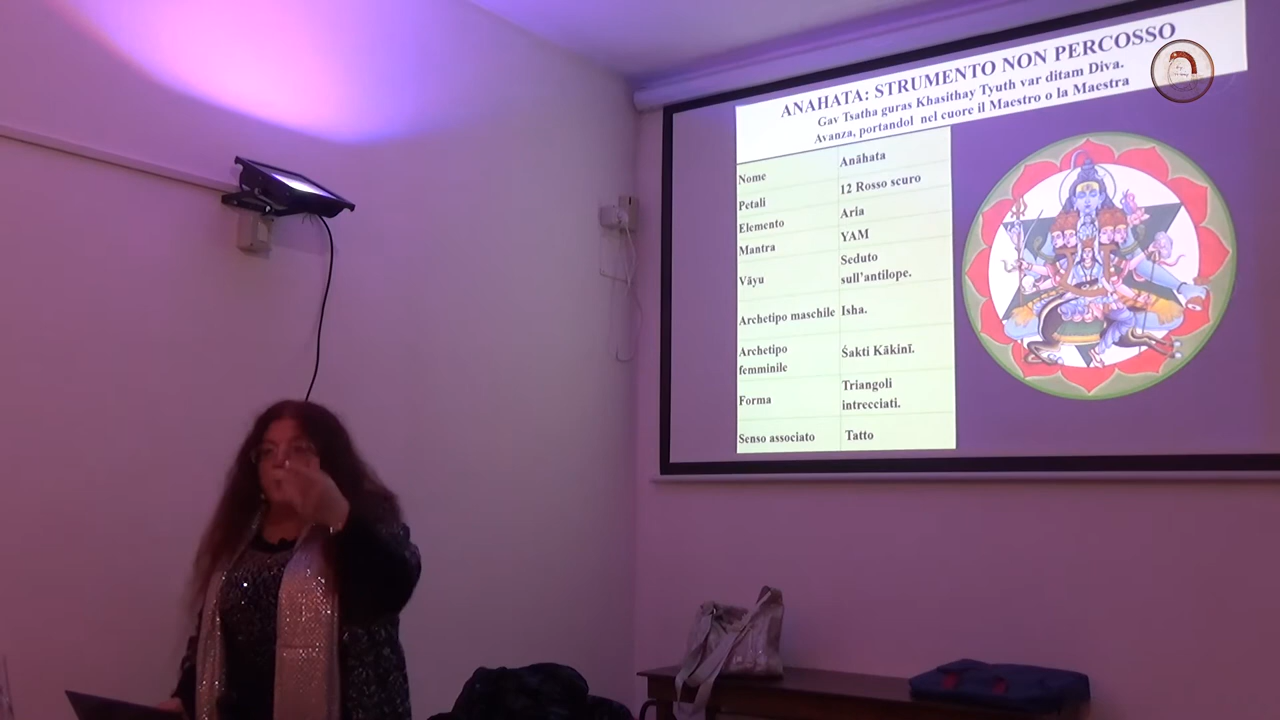 ANAHATA: STRUMENTO NON PERCOSSO
Gav Tsatha guras Khasithay Tyuth var ditam Diva.
Avanza, portandol nel cuore il Maestro o la Maestra
Nome Anāhata
Petali 12 Rosso scuro
Elemento Aria
Mantra YAM
Vāyu Seduto
sull'antilope.
Archetipo maschile Isha.
Archetipo
femminile Śakti Kākinī.
Forma Triangoli
intrecciati.
Senso associato Tatto